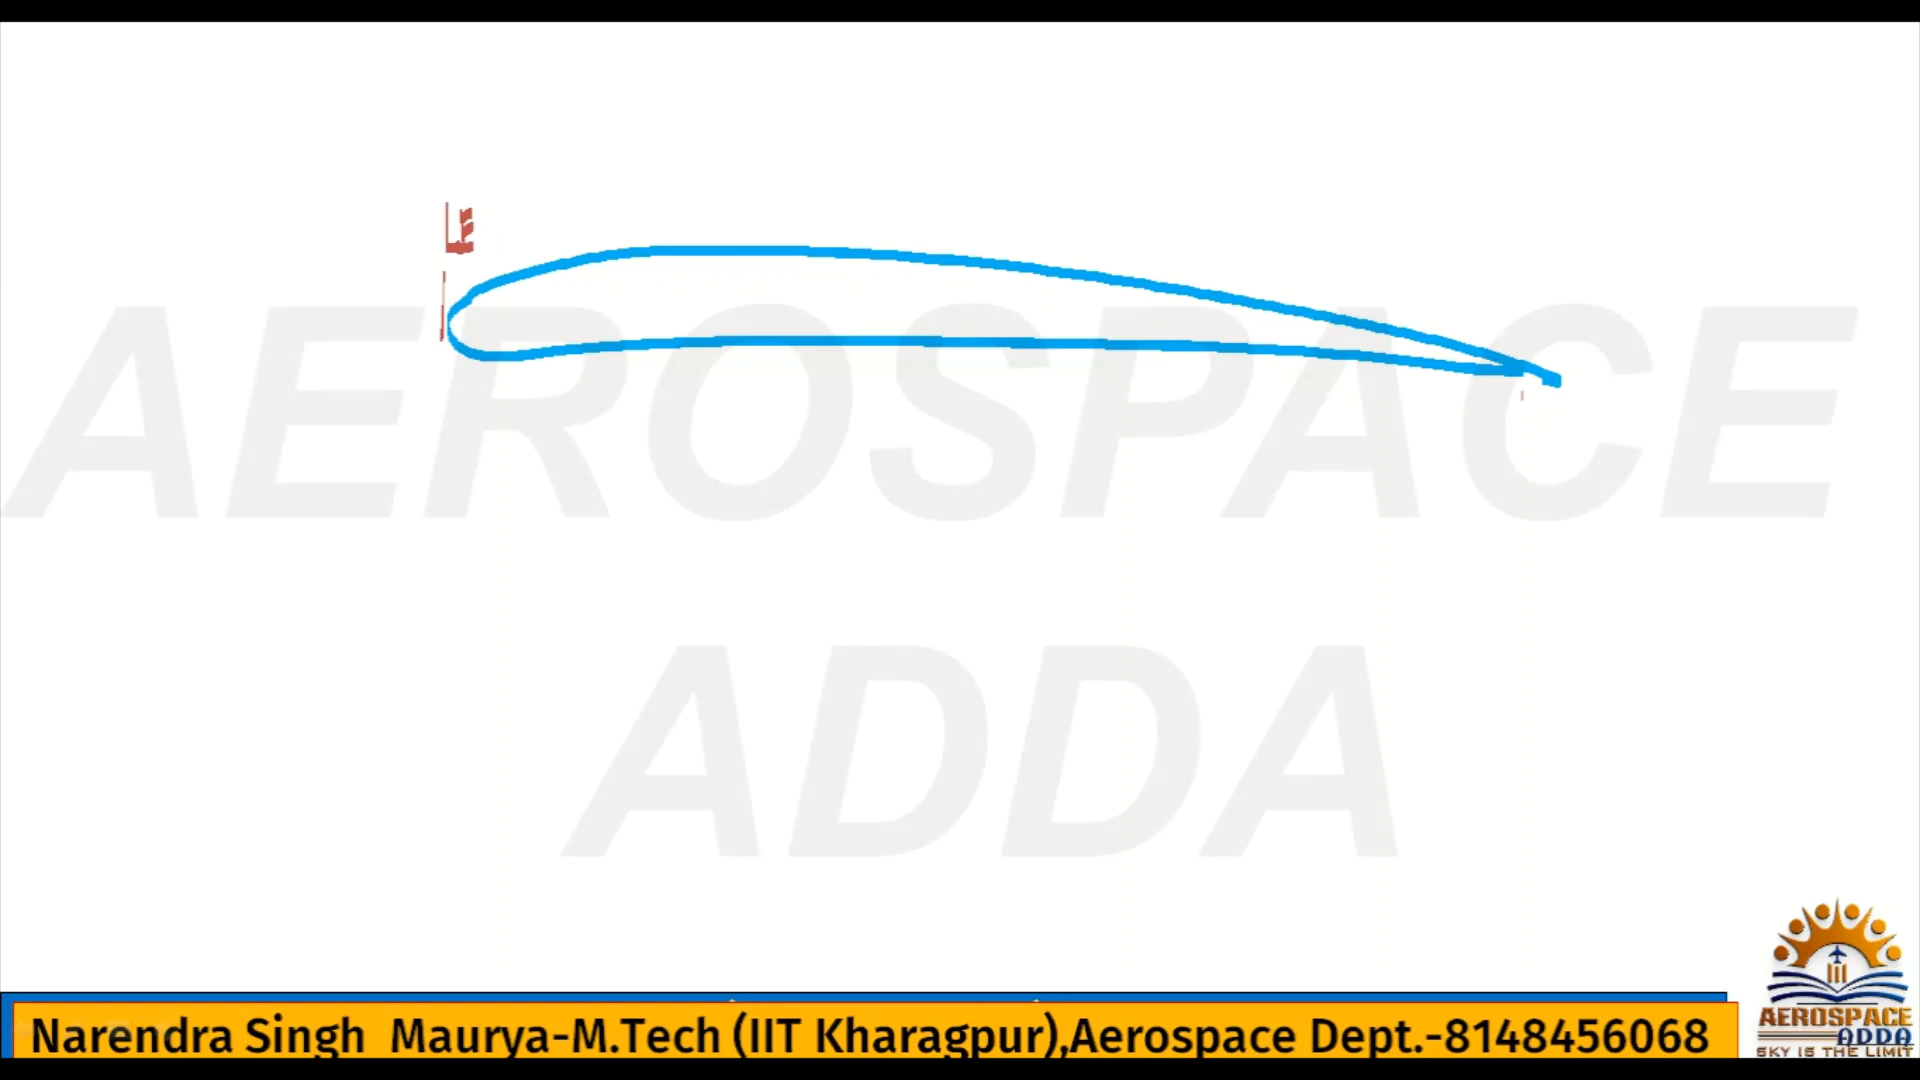 AEROSPACE
ADDA
Narendra Singh Maurya-M.Tech (IIT Kharagpur),Aerospace Dept.-8148456068
AEROSPACE
ADDA
SKY IS THE LIMIT